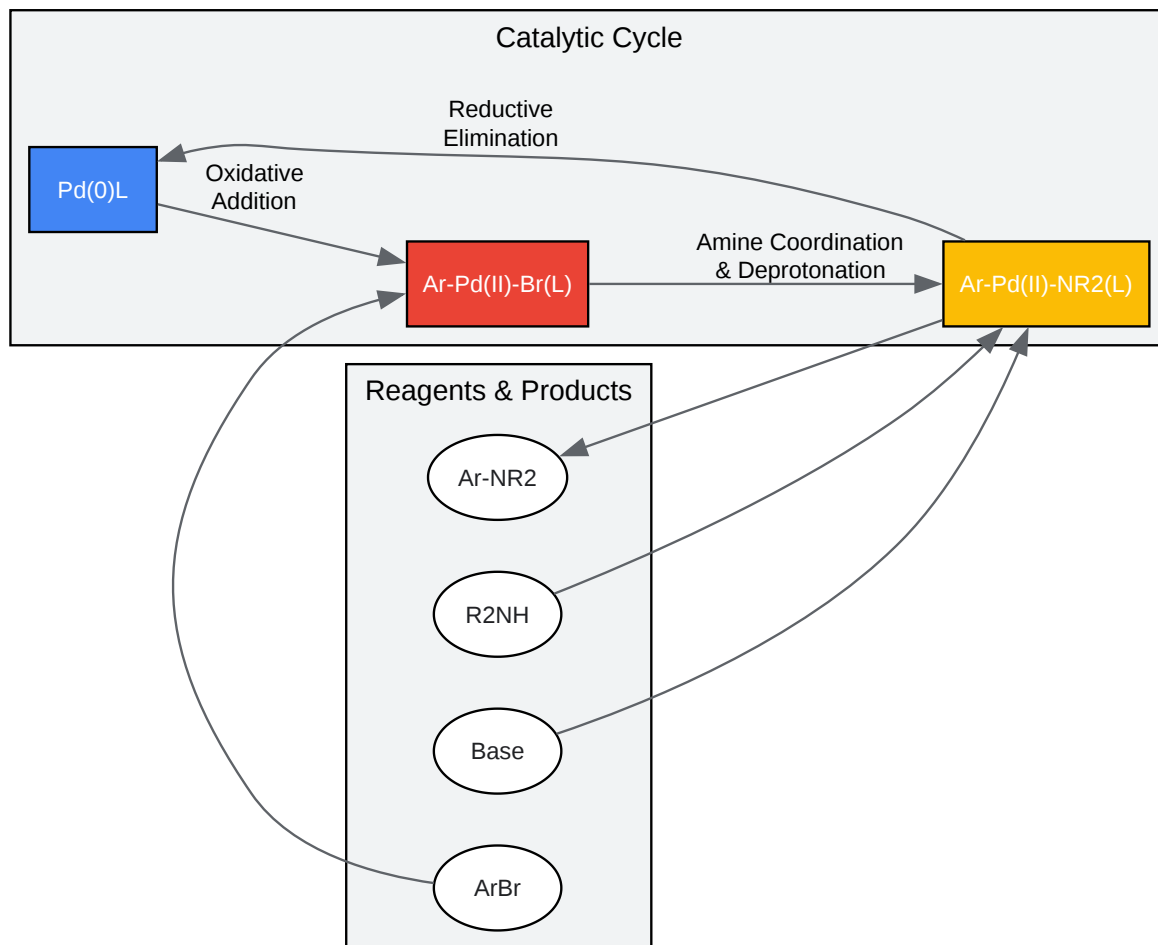 Catalytic Cycle
Reductive
Elimination
Pd(0)L
Oxidative
Addition
Ar-Pd(II)-Br(L)
Amine Coordination
& Deprotonation
Ar-Pd(II)-NR2(L)
Reagents & Products
Ar-NR2
R2NH
Base
ArBr